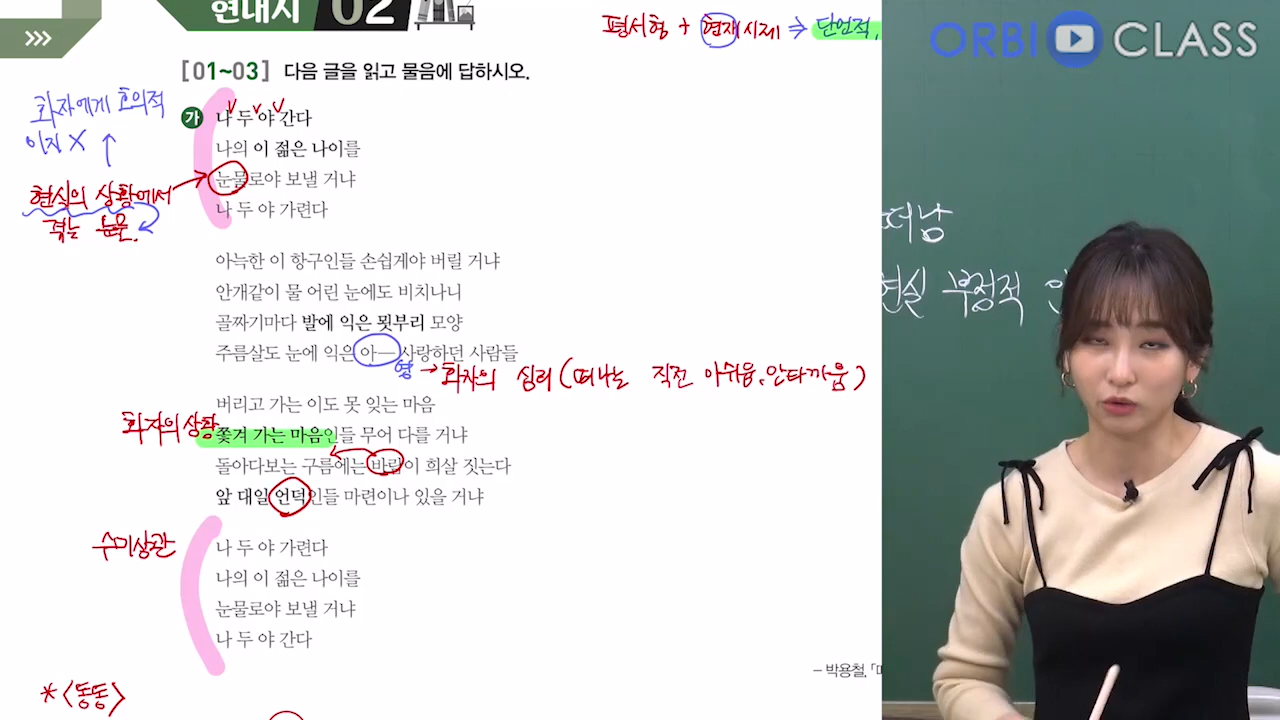 현대시 02
평서형 + 현재시제 ⇒ 단언적,
ORBI CLASS
[01~03] 다음 글을 읽고 물음에 답하시오.
화자에게 호의적
이진 X
가 나 두 야 간다
나의 이 젊은 나이를
눈물로야 보낼 거냐
나 두 야 가련다
현실의 상황에서
겪는 눈물.
떠남
현실 부정적
아늑한 이 항구인들 손쉽게야 버릴 거냐
안개같이 물 어린 눈에도 비치나니
골짜기마다 발에 익은 묏부리 모양
주름살도 눈에 익은 아— 사랑하던 사람들
영 → 화자의 심리 (떠나는 직전 아쉬움, 안타까움)
버리고 가는 이도 못 잊는 마음
화자의 상황
쫓겨 가는 마음인들 무어 다를 거냐
돌아다보는 구름에는 바람이 희살 짓는다
앞 대일 언덕인들 마련이나 있을 거냐
수미상관
나 두 야 가련다
나의 이 젊은 나이를
눈물로야 보낼 거냐
나 두 야 간다
– 박용철, 「떠
* <동동>